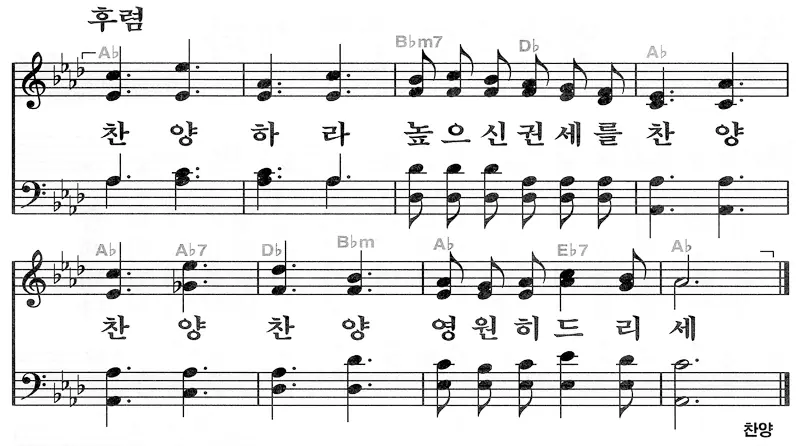 후렴
A♭ B♭m7 D♭ A♭
찬 양 하 라 높 으 신 권 세 를 찬 양
A♭ A♭7 D♭ B♭m A♭ E♭7 A♭
찬 양 찬 양 영 원 히 드 리 세
찬양